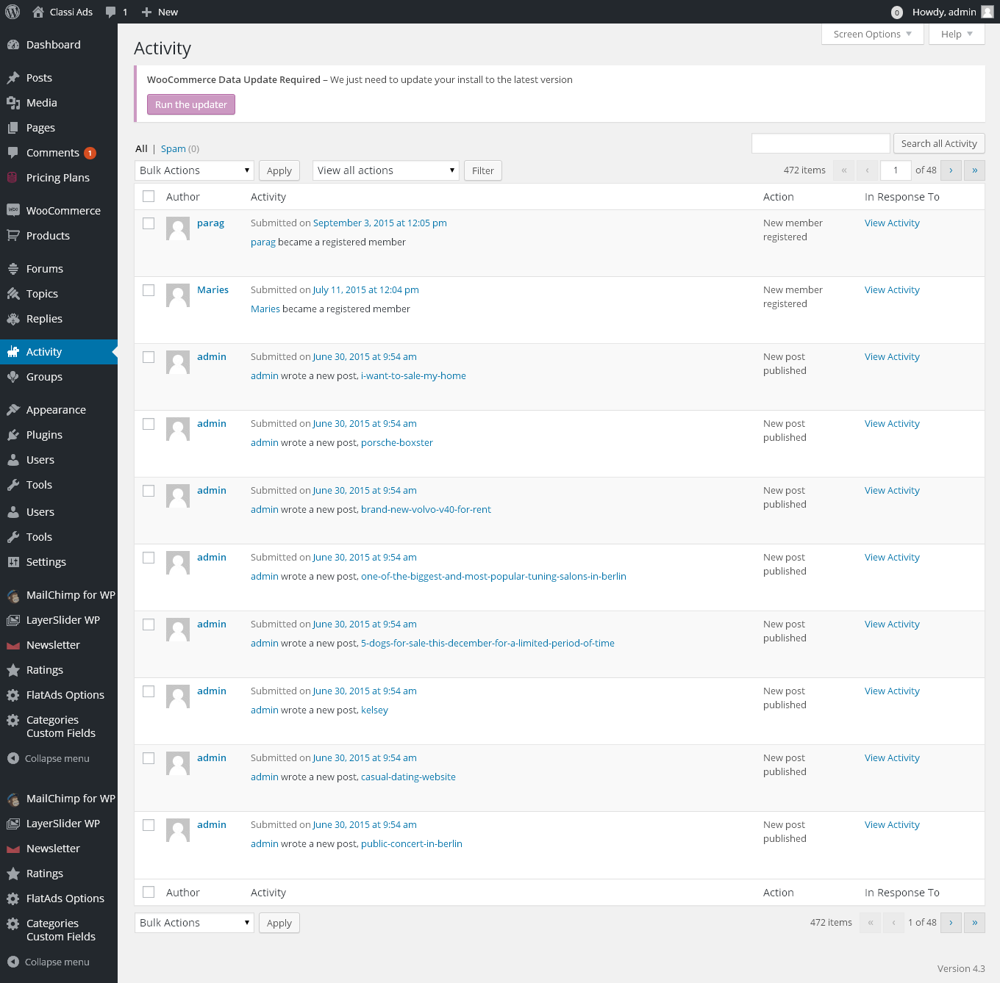 Classi Ads 1 New 0 Howdy, admin
Screen Options Help
Dashboard
Posts
Media
Pages
Comments 1
Pricing Plans
WooCommerce
Products
Forums
Topics
Replies
Activity
Groups
Appearance
Plugins
Users
Tools
Users
Tools
Settings
MailChimp for WP
LayerSlider WP
Newsletter
Ratings
FlatAds Options
Categories
Custom Fields
Collapse menu
MailChimp for WP
LayerSlider WP
Newsletter
Ratings
FlatAds Options
Categories
Custom Fields
Collapse menu
Activity
WooCommerce Data Update Required – We just need to update your install to the latest version
Run the updater
All | Spam (0)
Search all Activity
Bulk Actions Apply View all actions Filter 472 items « ‹ 1 of 48 › »
Author Activity Action In Response To
parag Submitted on September 3, 2015 at 12:05 pm New member View Activity
registered
parag became a registered member
Maries Submitted on July 11, 2015 at 12:04 pm New member View Activity
registered
Maries became a registered member
admin Submitted on June 30, 2015 at 9:54 am New post View Activity
published
admin wrote a new post, i-want-to-sale-my-home
admin Submitted on June 30, 2015 at 9:54 am New post View Activity
published
admin wrote a new post, porsche-boxster
admin Submitted on June 30, 2015 at 9:54 am New post View Activity
published
admin wrote a new post, brand-new-volvo-v40-for-rent
admin Submitted on June 30, 2015 at 9:54 am New post View Activity
published
admin wrote a new post, one-of-the-biggest-and-most-popular-tuning-salons-in-berlin
admin Submitted on June 30, 2015 at 9:54 am New post View Activity
published
admin wrote a new post, 5-dogs-for-sale-this-december-for-a-limited-period-of-time
admin Submitted on June 30, 2015 at 9:54 am New post View Activity
published
admin wrote a new post, kelsey
admin Submitted on June 30, 2015 at 9:54 am New post View Activity
published
admin wrote a new post, casual-dating-website
admin Submitted on June 30, 2015 at 9:54 am New post View Activity
published
admin wrote a new post, public-concert-in-berlin
Author Activity Action In Response To
Bulk Actions Apply 472 items « ‹ 1 of 48 › »
Version 4.3